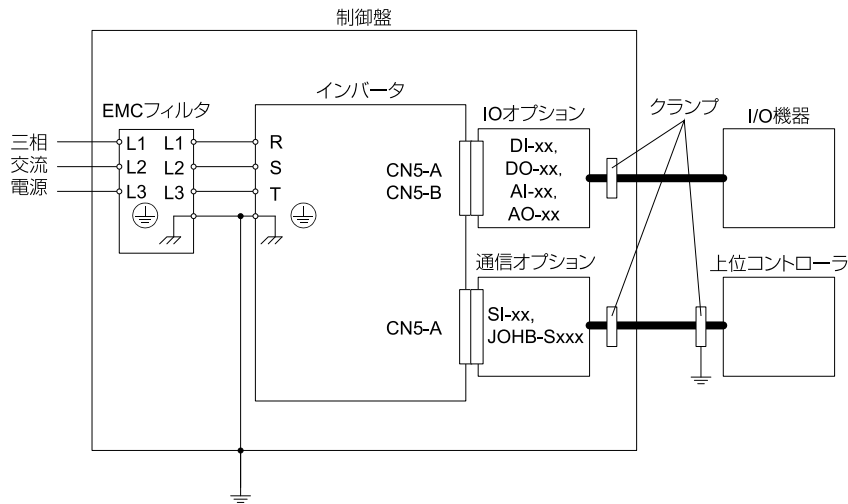 制御盤
EMCフィルタ
インバータ
IOオプション
クランプ
I/O機器
三相
交流
電源
L1 L1
L2 L2
L3 L3
R
S
T
CN5-A
CN5-B
DI-xx,
DO-xx,
AI-xx,
AO-xx
通信オプション
上位コントローラ
CN5-A
SI-xx,
JOHB-Sxxx